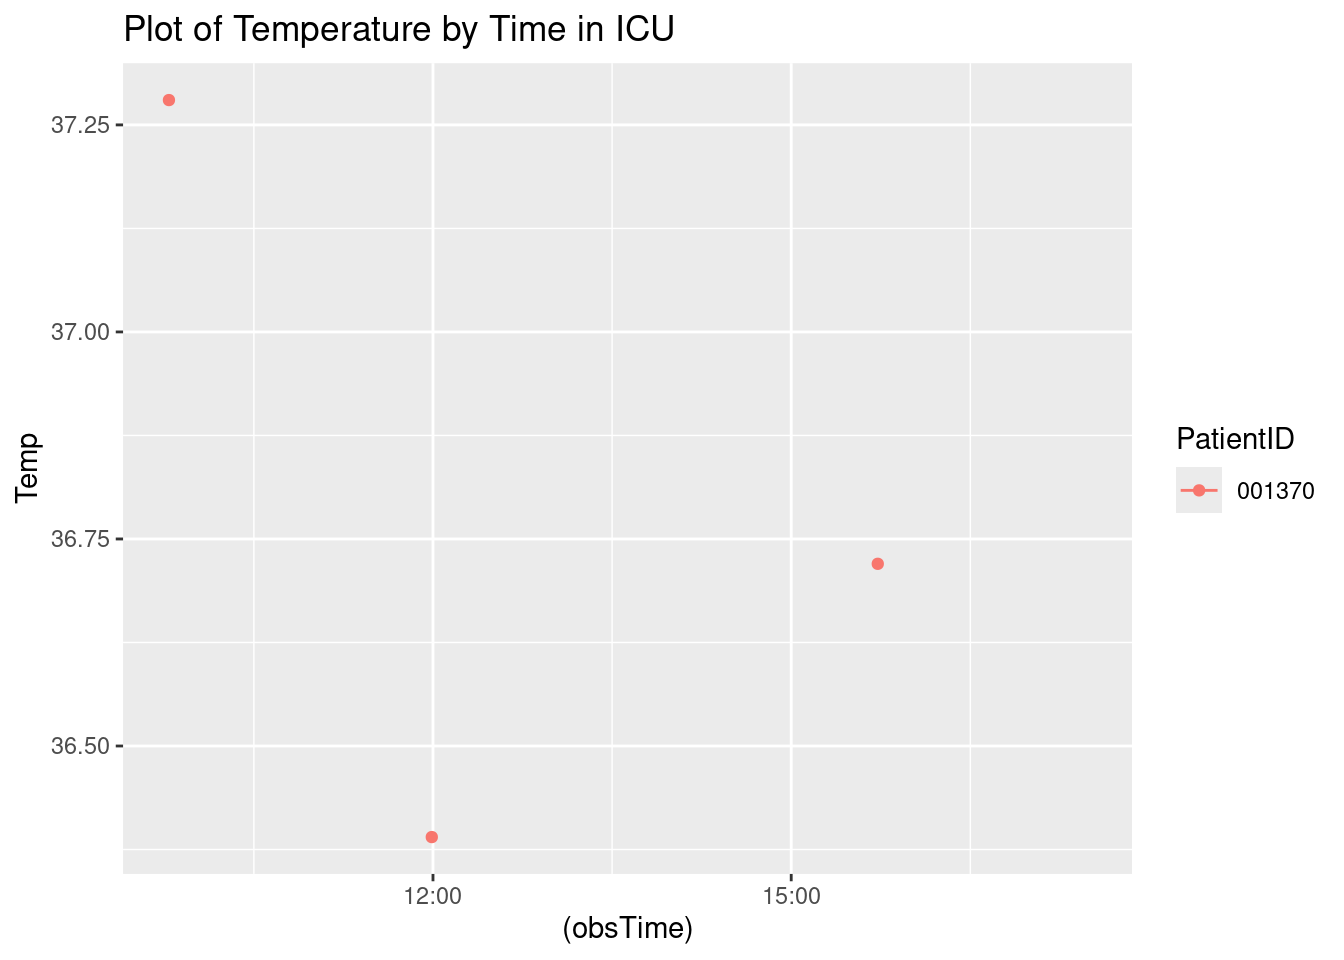 Plot of Temperature by Time in ICU
37.25
37.00
36.75
36.50
Temp
12:00
15:00
(obsTime)
PatientID
001370